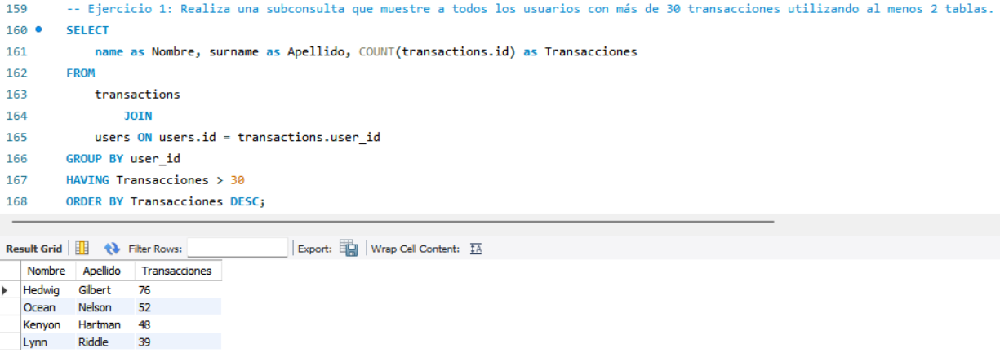 159 -- Ejercicio 1: Realiza una subconsulta que muestre a todos los usuarios con más de 30 transacciones utilizando al menos 2 tablas.
160 SELECT
161 name as Nombre, surname as Apellido, COUNT(transactions.id) as Transacciones
162 FROM
163 transactions
164 JOIN
165 users ON users.id = transactions.user_id
166 GROUP BY user_id
167 HAVING Transacciones > 30
168 ORDER BY Transacciones DESC;
Result Grid Filter Rows: Export: Wrap Cell Content: IA
Nombre Apellido Transacciones
Hedwig Gilbert 76
Ocean Nelson 52
Kenyon Hartman 48
Lynn Riddle 39